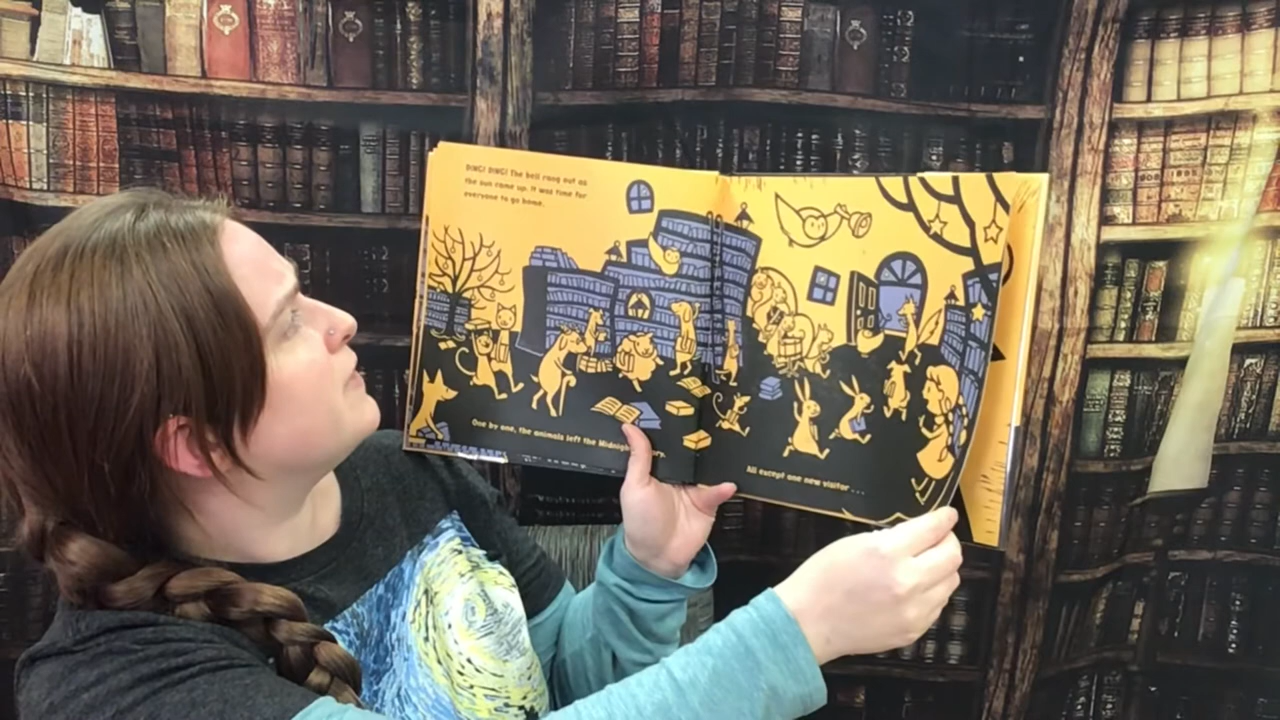 DING! DING! The bell rang out as
the sun came up. It was time for
everyone to go home.
One by one, the animals left the Midnight
All except one new visitor . . .